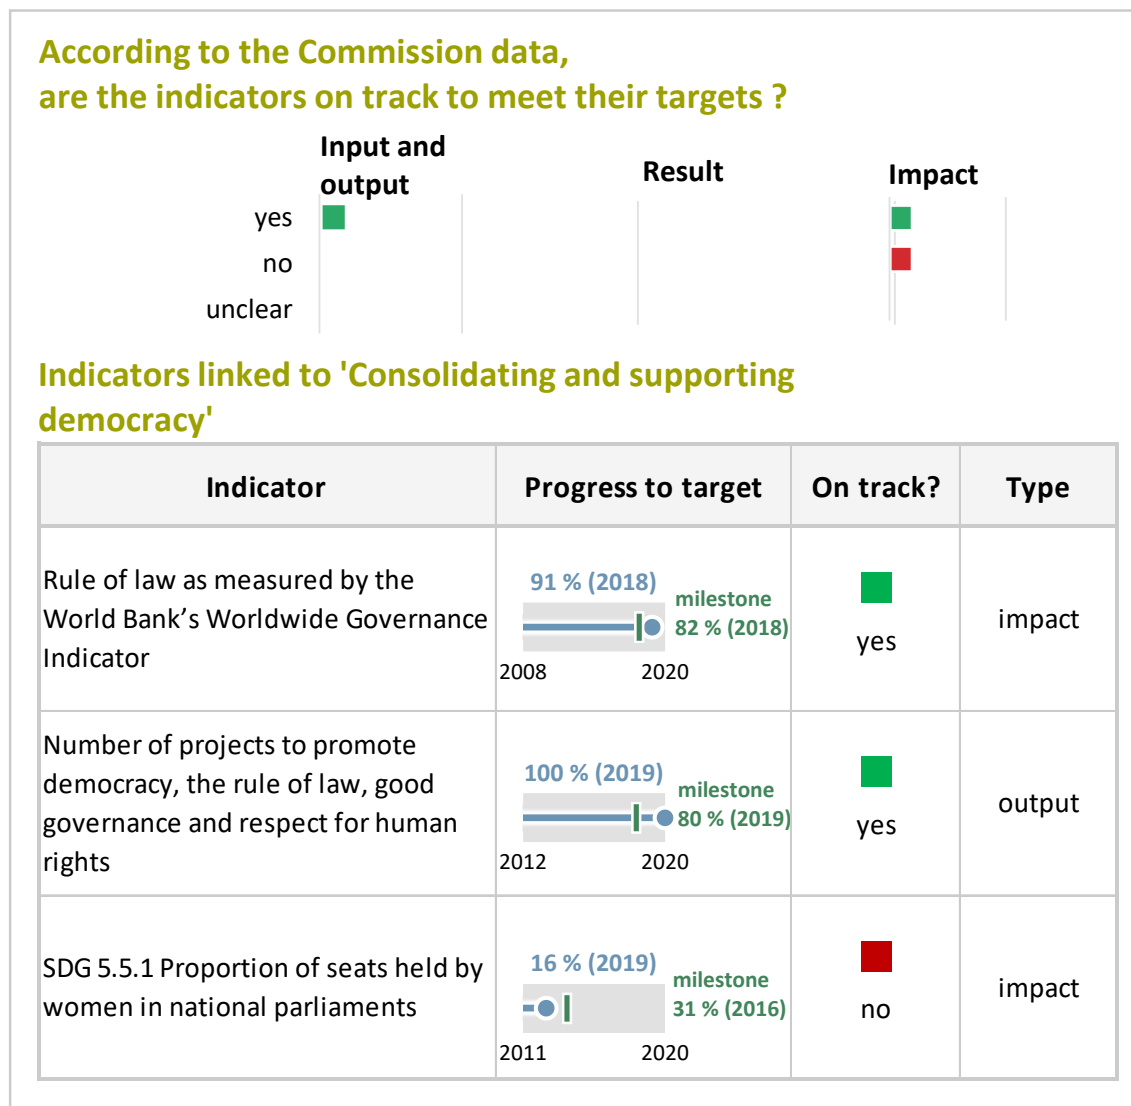 According to the Commission data,
are the indicators on track to meet their targets ?
Input and
output
Result
Impact
yes
no
unclear
Indicators linked to 'Consolidating and supporting
democracy'
Indicator
Progress to target
On track?
Type
Rule of law as measured by the
World Bank’s Worldwide Governance
Indicator
91 % (2018)
milestone
82 % (2018)
2008
2020
yes
impact
Number of projects to promote
democracy, the rule of law, good
governance and respect for human
rights
100 % (2019)
milestone
80 % (2019)
2012
2020
yes
output
SDG 5.5.1 Proportion of seats held by
women in national parliaments
16 % (2019)
milestone
31 % (2016)
2011
2020
no
impact